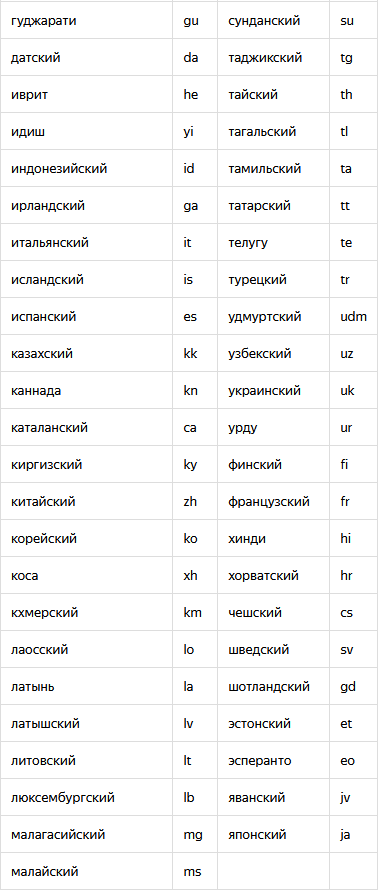 гуджарати gu сунданский su
датский da таджикский tg
иврит he тайский th
идиш yi тагальский tl
индонезийский id тамильский ta
ирландский ga татарский tt
итальянский it телугу te
исландский is турецкий tr
испанский es удмуртский udm
казахский kk узбекский uz
каннада kn украинский uk
каталанский ca урду ur
киргизский ky финский fi
китайский zh французский fr
корейский ko хинди hi
коса xh хорватский hr
кхмерский km чешский cs
лаосский lo шведский sv
латынь la шотландский gd
латышский lv эстонский et
литовский lt эсперанто eo
люксембургский lb яванский jv
малагасийский mg японский ja
малайский ms